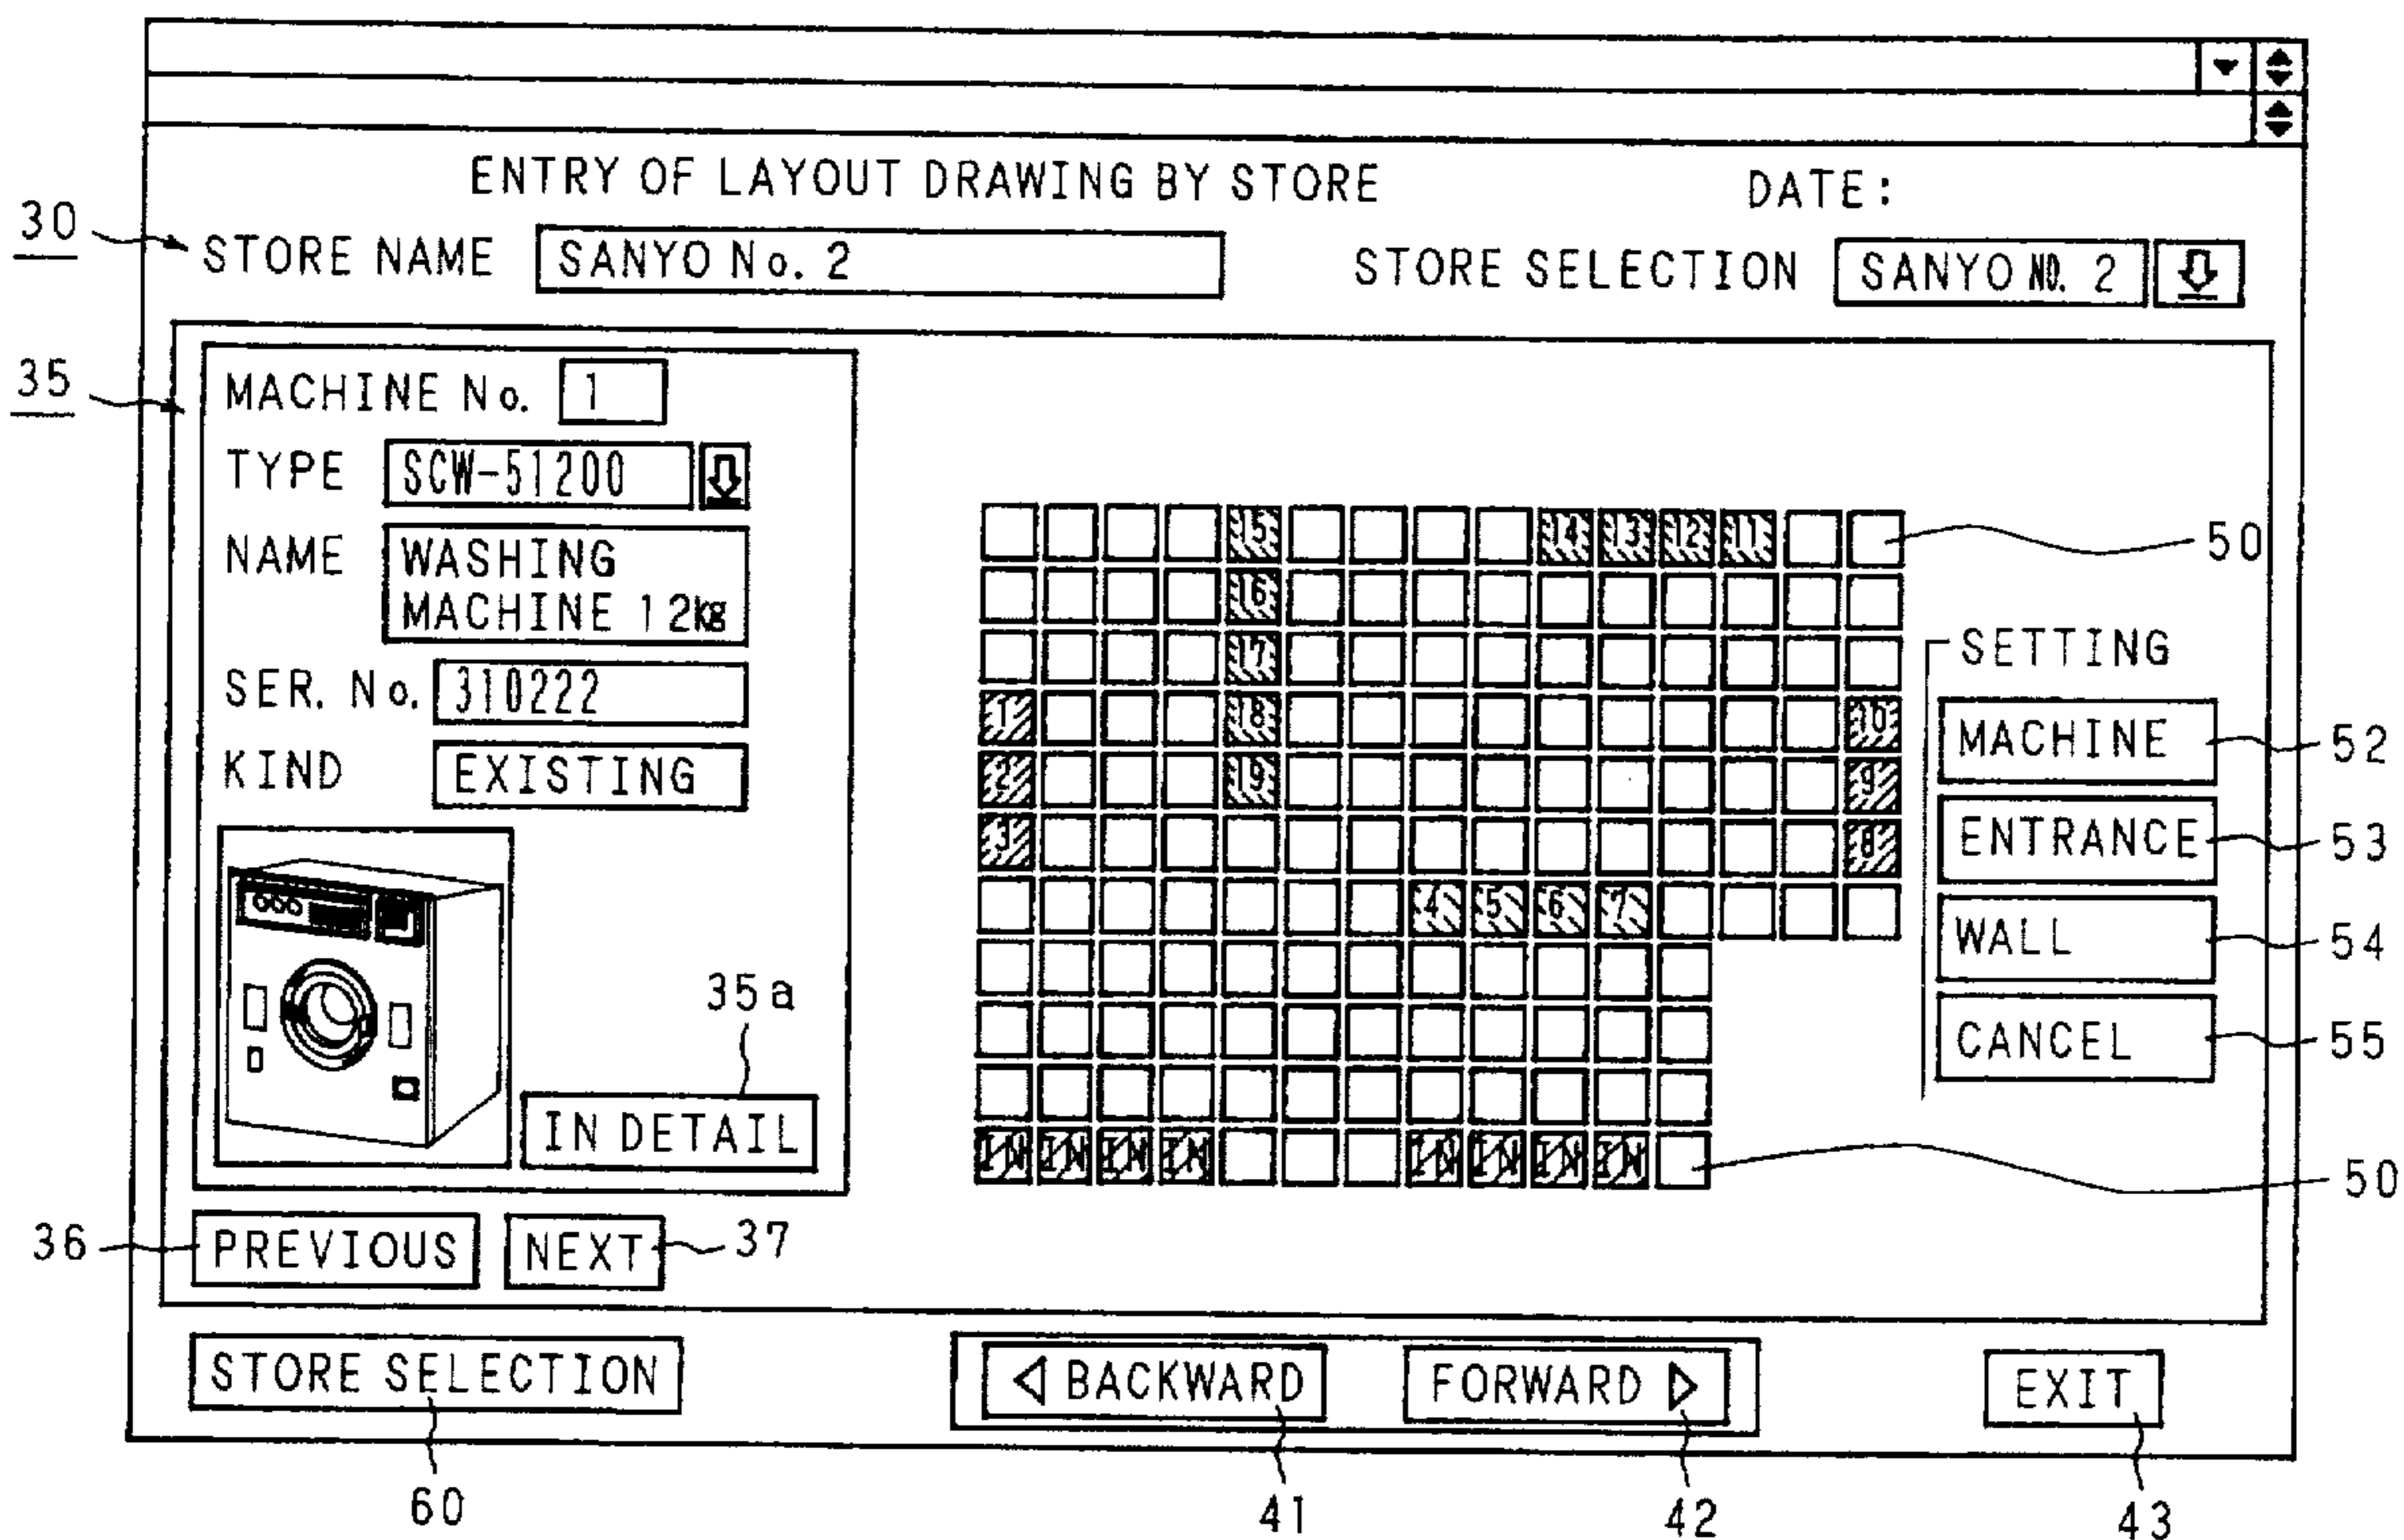 ENTRY OF LAYOUT DRAWING BY STORE DATE:
30 STORE NAME SANYO No. 2 STORE SELECTION SANYO NO. 2
35 MACHINE No. 1
TYPE SCW-51200
NAME WASHING
MACHINE 12kg
SER. No. 310222
KIND EXISTING
35a
IN DETAIL
15 14 13 12 11 50
16
17
1 18 10
2 19 9
3 8
4 5 6 7
IN IN IN IN IN IN IN IN 50
SETTING
MACHINE 52
ENTRANCE 53
WALL 54
CANCEL 55
36 PREVIOUS NEXT 37
STORE SELECTION BACKWARD FORWARD EXIT
60 41 42 43